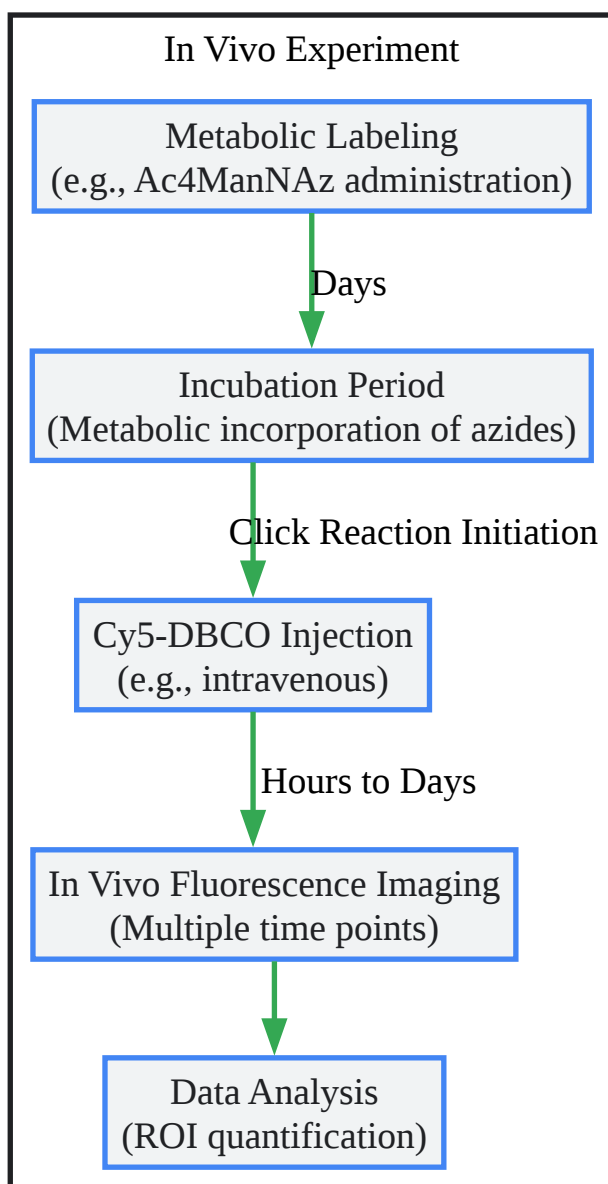 In Vivo Experiment
Metabolic Labeling
(e.g., Ac4ManNAz administration)
Days
Incubation Period
(Metabolic incorporation of azides)
Click Reaction Initiation
Cy5-DBCO Injection
(e.g., intravenous)
Hours to Days
In Vivo Fluorescence Imaging
(Multiple time points)
Data Analysis
(ROI quantification)